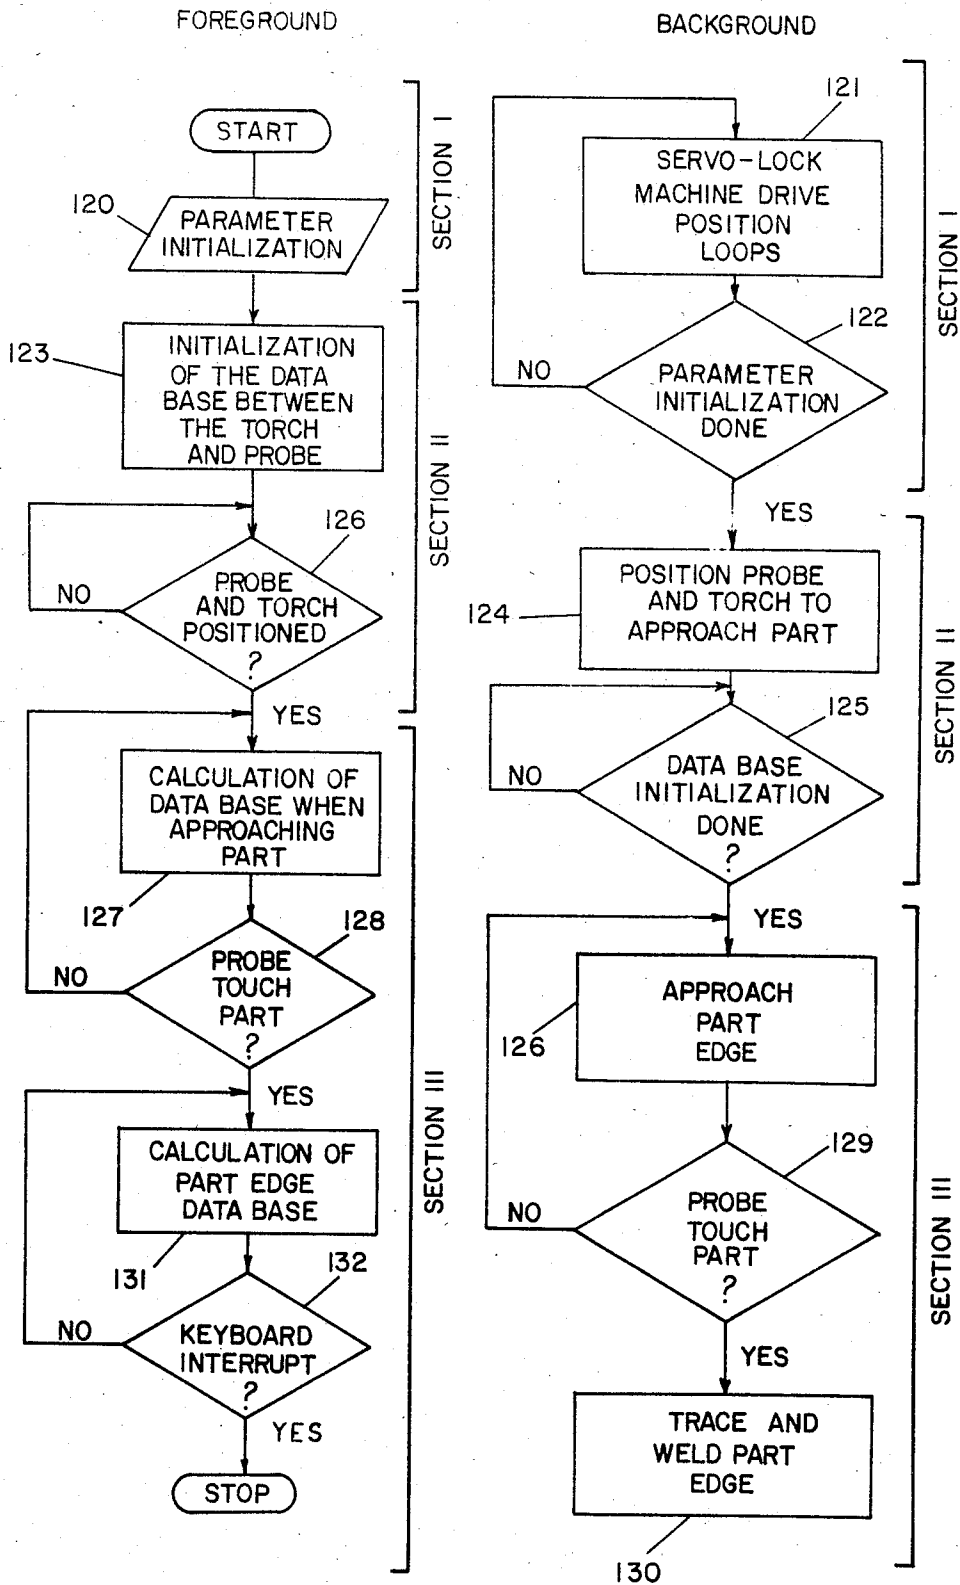 FOREGROUND
START
120
PARAMETER
INITIALIZATION
SECTION I
123
INITIALIZATION
OF THE DATA
BASE BETWEEN
THE TORCH
AND PROBE
126
PROBE
AND TORCH
POSITIONED
?
NO
YES
SECTION II
CALCULATION OF
DATA BASE WHEN
APPROACHING
PART
127
128
PROBE
TOUCH
PART
?
NO
YES
CALCULATION OF
PART EDGE
DATA BASE
131
132
KEYBOARD
INTERRUPT
?
NO
YES
STOP
SECTION III
BACKGROUND
121
SERVO-LOCK
MACHINE DRIVE
POSITION
LOOPS
122
PARAMETER
INITIALIZATION
DONE
NO
YES
SECTION I
POSITION PROBE
AND TORCH TO
APPROACH PART
124
125
DATA BASE
INITIALIZATION
DONE
?
NO
YES
SECTION II
APPROACH
PART
EDGE
126
129
PROBE
TOUCH
PART
?
NO
YES
TRACE AND
WELD PART
EDGE
130
SECTION III